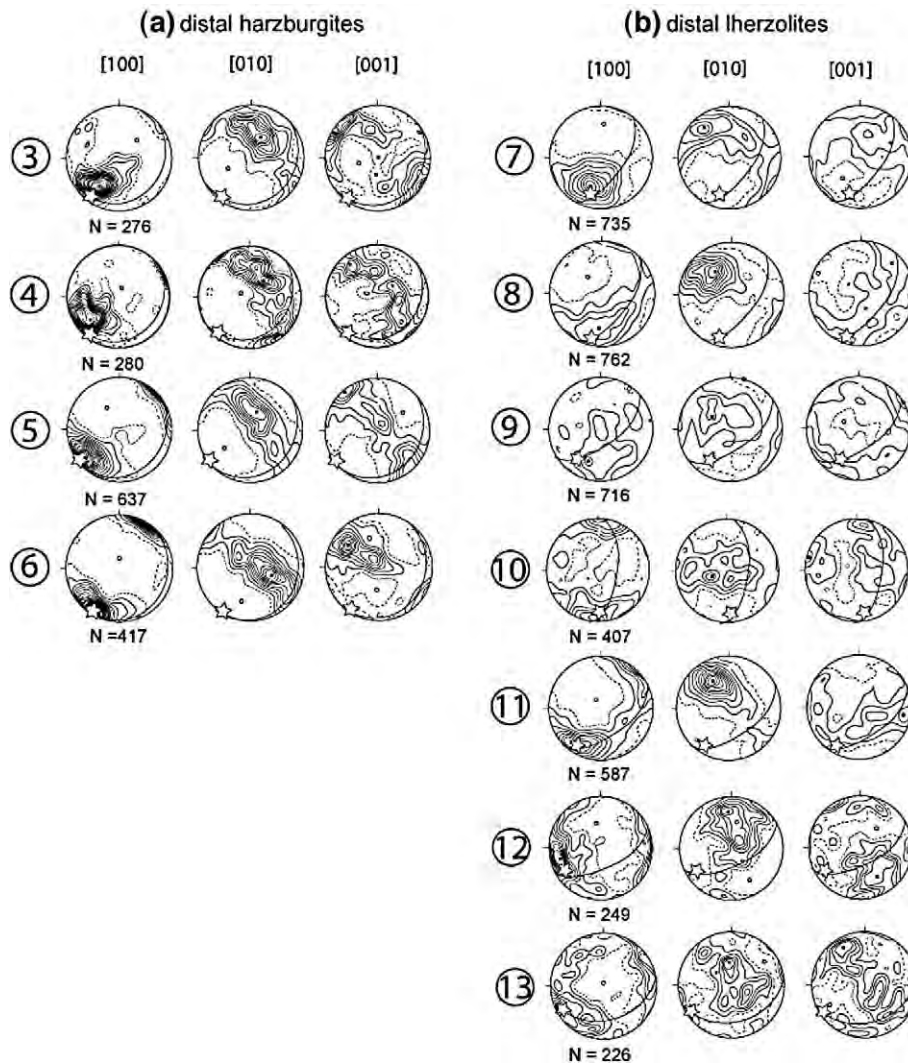 (a) distal harzburgites
[100] [010] [001]
3
N = 276
4
N = 280
5
N = 637
6
N =417
(b) distal lherzolites
[100] [010] [001]
7
N = 735
8
N = 762
9
N = 716
10
N = 407
11
N = 587
12
N = 249
13
N = 226